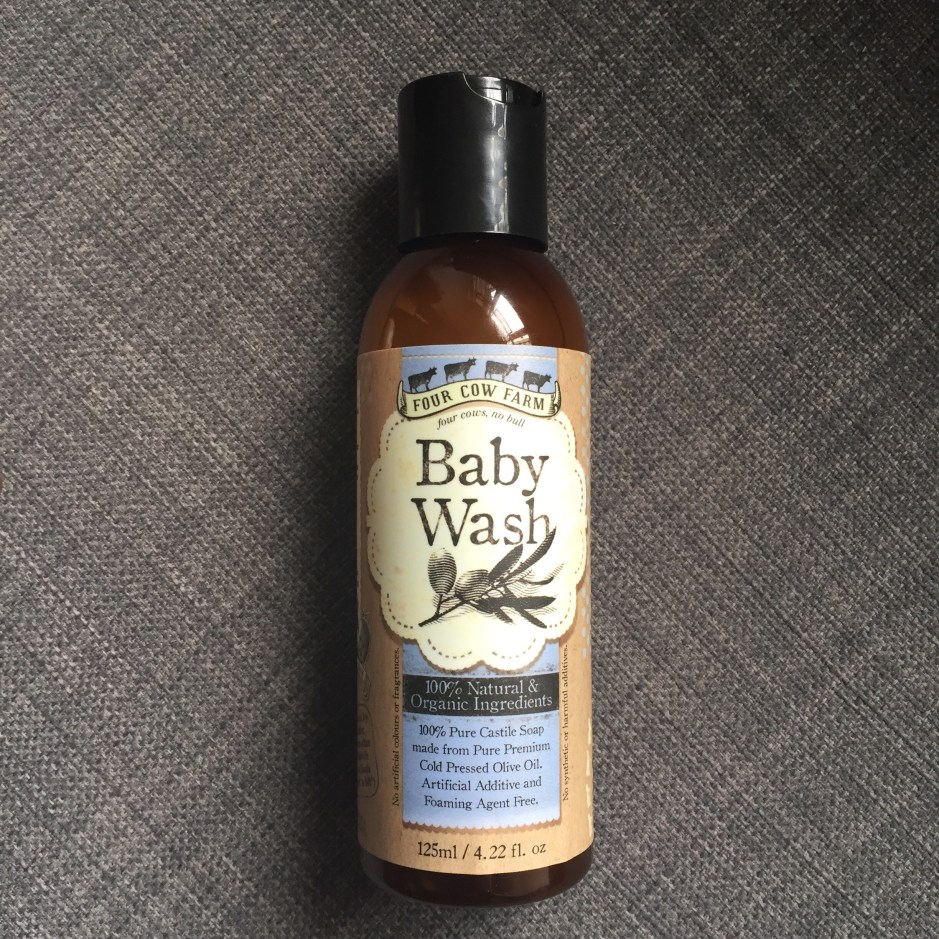 FOUR COW FARM
four cows, no bull
Baby
Wash
100% Natural &
Organic Ingredients
100% Pure Castile Soap
made from Pure Premium
Cold Pressed Olive Oil.
Artificial Additive and
Foaming Agent Free.
No artificial colours or fragrances.
No synthetic or harmful additives.
125ml / 4.22 fl. oz